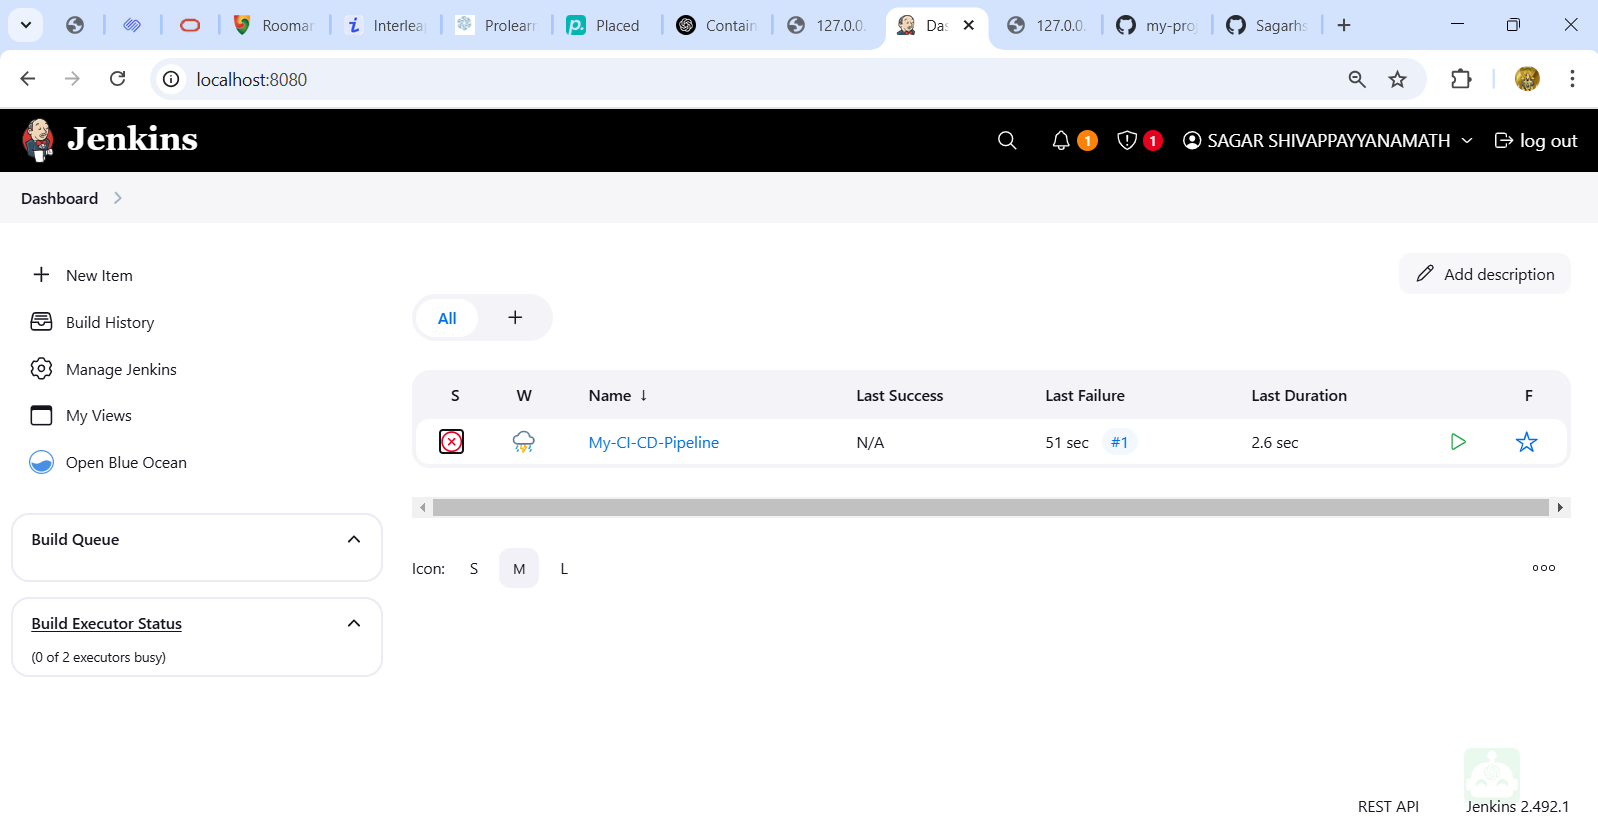 Rooman
Interleap
Prolearn
Placed
Contain
127.0.0.
Das
127.0.0.
my-proj
Sagarhs
localhost:8080
Jenkins
1
1
SAGAR SHIVAPPAYYANAMATH
log out
Dashboard
New Item
Build History
Manage Jenkins
My Views
Open Blue Ocean
Add description
All
S W Name ↓ Last Success Last Failure Last Duration F
My-CI-CD-Pipeline N/A 51 sec #1 2.6 sec
Build Queue
Build Executor Status
(0 of 2 executors busy)
Icon: S M L
REST API Jenkins 2.492.1